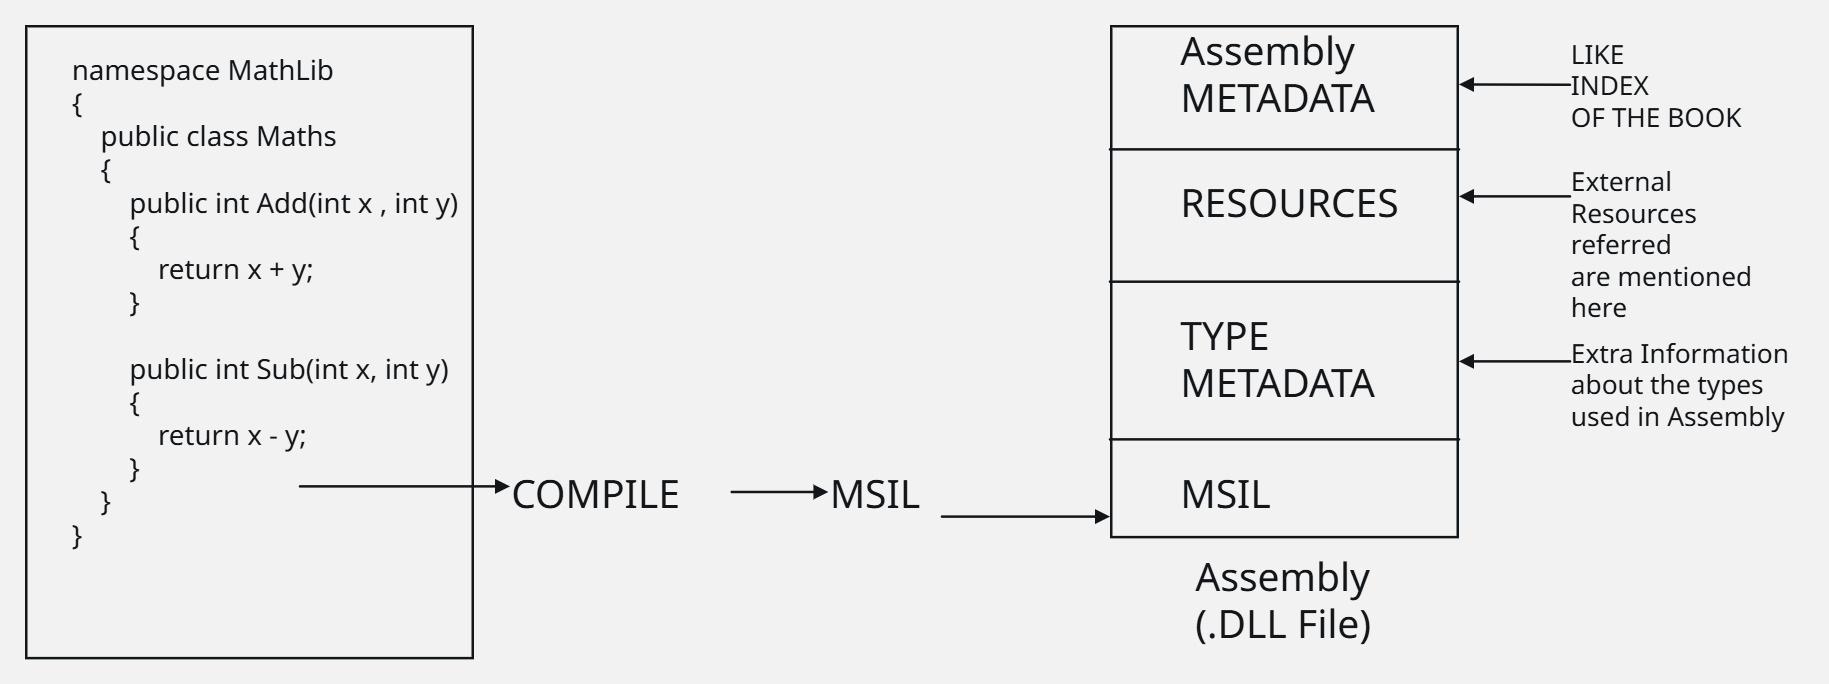 namespace MathLib
{
public class Maths
{
public int Add(int x , int y)
{
return x + y;
}
public int Sub(int x, int y)
{
return x - y;
}
}
}
COMPILE
MSIL
Assembly
METADATA
RESOURCES
TYPE
METADATA
MSIL
Assembly
(.DLL File)
LIKE
INDEX
OF THE BOOK
External
Resources
referred
are mentioned
here
Extra Information
about the types
used in Assembly